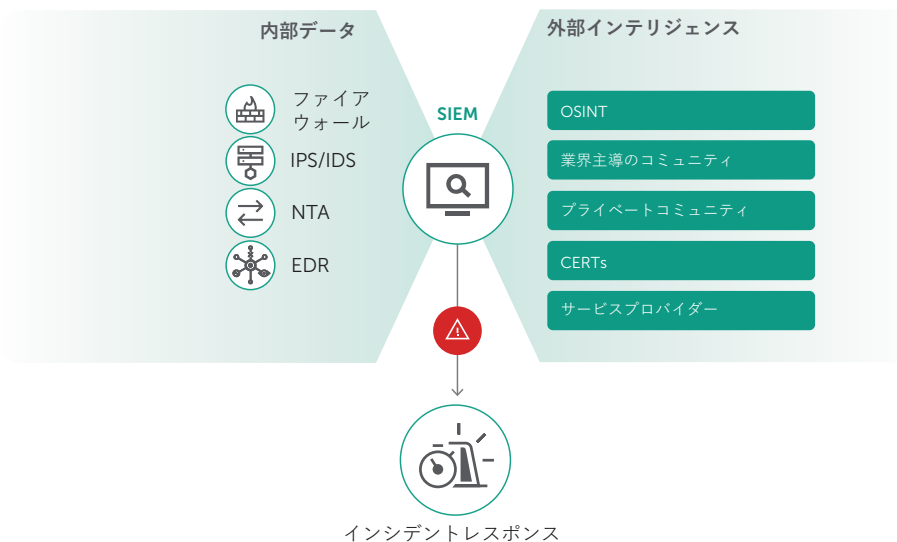 内部データ
ファイア
ウォール
IPS/IDS
NTA
EDR
SIEM
外部インテリジェンス
OSINT
業界主導のコミュニティ
プライベートコミュニティ
CERTs
サービスプロバイダー
インシデントレスポンス